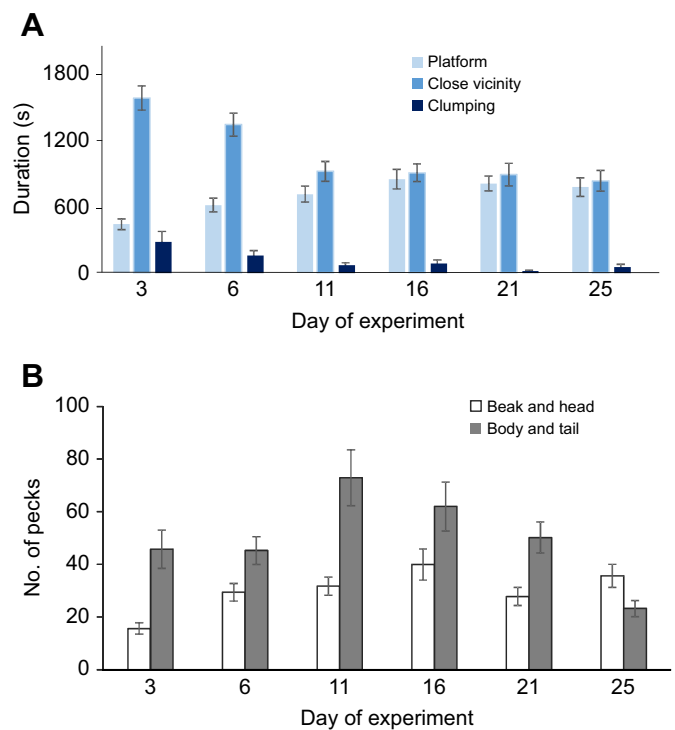 A
1800
1200
600
0
Duration (s)
Platform
Close vicinity
Clumping
3 6 11 16 21 25
Day of experiment
B
100
80
60
40
20
0
No. of pecks
Beak and head
Body and tail
3 6 11 16 21 25
Day of experiment